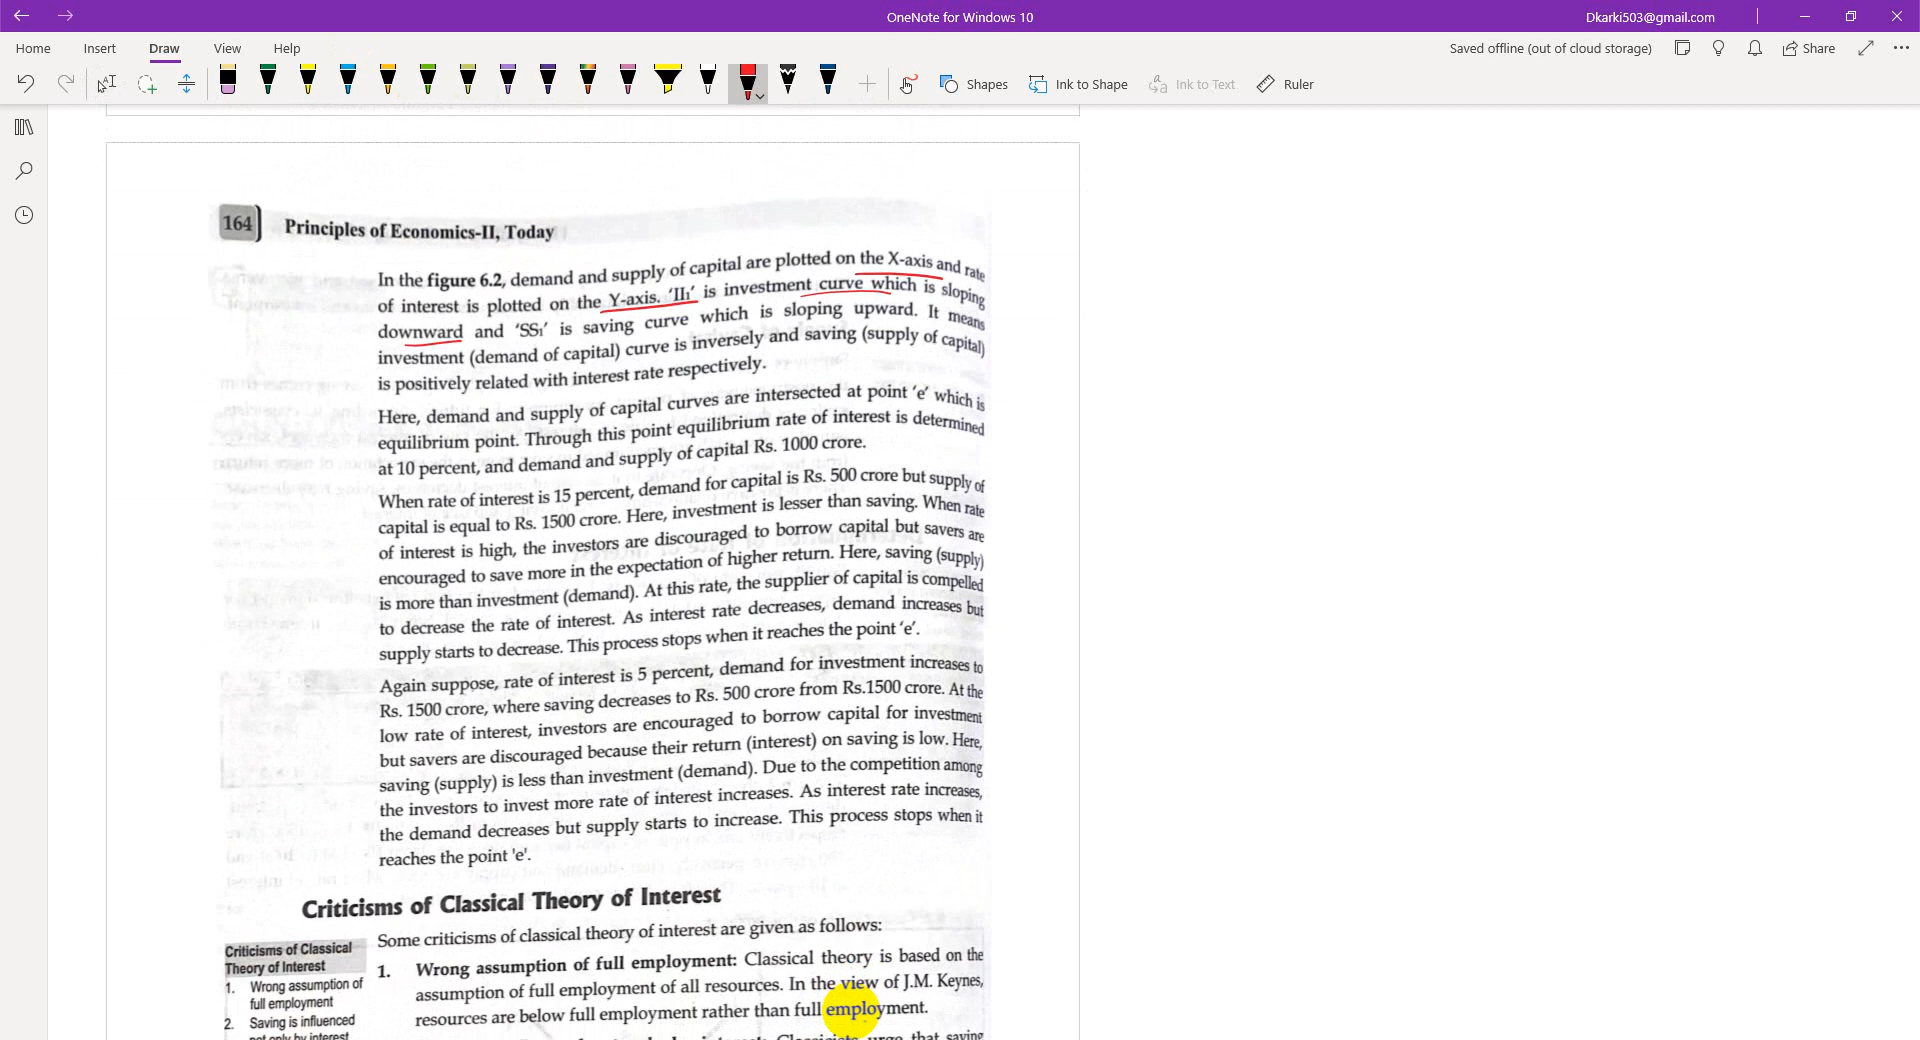 OneNote for Windows 10
Dkarki503@gmail.com
Home Insert Draw View Help
Saved offline (out of cloud storage)
Share
Shapes
Ink to Shape
Ink to Text
Ruler
164
Principles of Economics-II, Today
In the figure 6.2, demand and supply of capital are plotted on the X-axis and rate
of interest is plotted on the Y-axis. 'II₁' is investment curve which is sloping
downward and 'SS₁' is saving curve which is sloping upward. It means
investment (demand of capital) curve is inversely and saving (supply of capital)
is positively related with interest rate respectively.
Here, demand and supply of capital curves are intersected at point 'e' which is
equilibrium point. Through this point equilibrium rate of interest is determined
at 10 percent, and demand and supply of capital Rs. 1000 crore.
When rate of interest is 15 percent, demand for capital is Rs. 500 crore but supply of
capital is equal to Rs. 1500 crore. Here, investment is lesser than saving. When rate
of interest is high, the investors are discouraged to borrow capital but savers are
encouraged to save more in the expectation of higher return. Here, saving (supply)
is more than investment (demand). At this rate, the supplier of capital is compelled
to decrease the rate of interest. As interest rate decreases, demand increases but
supply starts to decrease. This process stops when it reaches the point 'e'.
Again suppose, rate of interest is 5 percent, demand for investment increases to
Rs. 1500 crore, where saving decreases to Rs. 500 crore from Rs.1500 crore. At the
low rate of interest, investors are encouraged to borrow capital for investment
but savers are discouraged because their return (interest) on saving is low. Here,
saving (supply) is less than investment (demand). Due to the competition among
the investors to invest more rate of interest increases. As interest rate increases,
the demand decreases but supply starts to increase. This process stops when it
reaches the point 'e'.
Criticisms of Classical Theory of Interest
Some criticisms of classical theory of interest are given as follows:
1. Wrong assumption of full employment: Classical theory is based on the
assumption of full employment of all resources. In the view of J.M. Keynes,
resources are below full employment rather than full employment.
Classicists urge that saving
Criticisms of Classical
Theory of Interest
1. Wrong assumption of
full employment
2. Saving is influenced
not only by interest